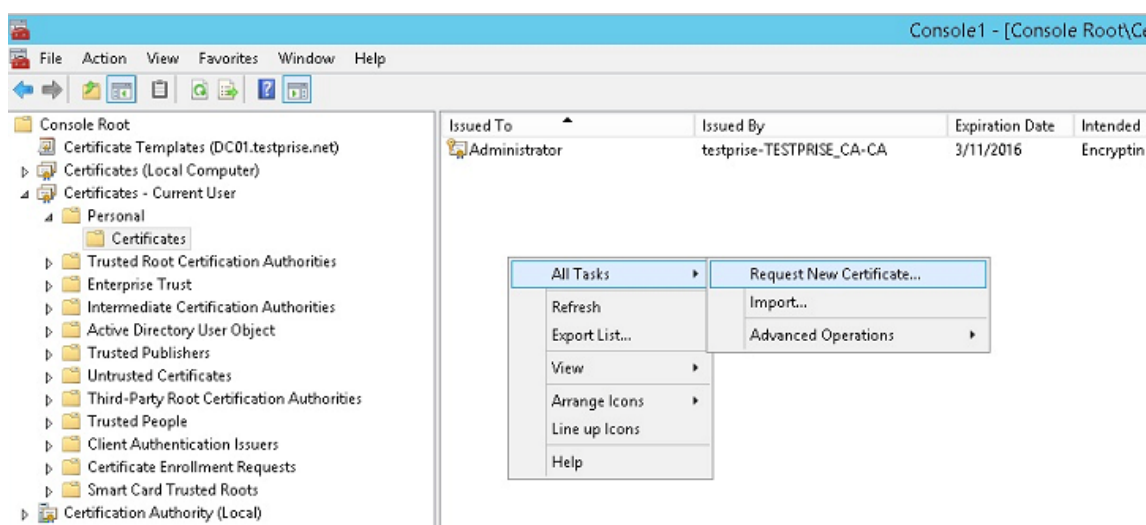 Console1 - [Console Root\Ce
File Action View Favorites Window Help
Console Root
Certificate Templates (DC01.testprise.net)
Certificates (Local Computer)
Certificates - Current User
Personal
Certificates
Trusted Root Certification Authorities
Enterprise Trust
Intermediate Certification Authorities
Active Directory User Object
Trusted Publishers
Untrusted Certificates
Third-Party Root Certification Authorities
Trusted People
Client Authentication Issuers
Certificate Enrollment Requests
Smart Card Trusted Roots
Certification Authority (Local)
Issued To Issued By Expiration Date Intended
Administrator testprise-TESTPRISE_CA-CA 3/11/2016 Encryptin
All Tasks
Refresh
Export List...
View
Arrange Icons
Line up Icons
Help
Request New Certificate...
Import...
Advanced Operations